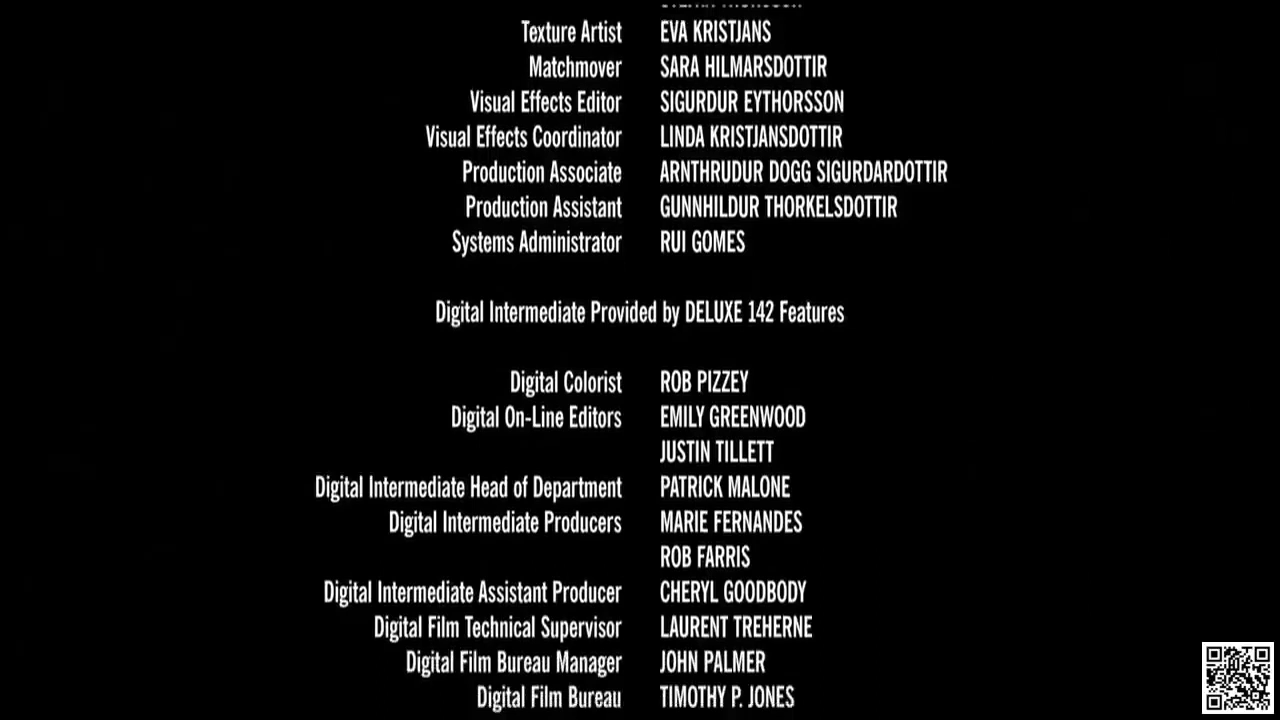 Texture Artist EVA KRISTJANS
Matchmover SARA HILMARSDOTTIR
Visual Effects Editor SIGURDUR EYTHORSSON
Visual Effects Coordinator LINDA KRISTJANSDOTTIR
Production Associate ARNTHRUDUR DOGG SIGURDARDOTTIR
Production Assistant GUNNHILDUR THORKELSDOTTIR
Systems Administrator RUI GOMES
Digital Intermediate Provided by DELUXE 142 Features
Digital Colorist ROB PIZZEY
Digital On-Line Editors EMILY GREENWOOD
JUSTIN TILLETT
Digital Intermediate Head of Department PATRICK MALONE
Digital Intermediate Producers MARIE FERNANDES
ROB FARRIS
Digital Intermediate Assistant Producer CHERYL GOODBODY
Digital Film Technical Supervisor LAURENT TREHERNE
Digital Film Bureau Manager JOHN PALMER
Digital Film Bureau TIMOTHY P. JONES